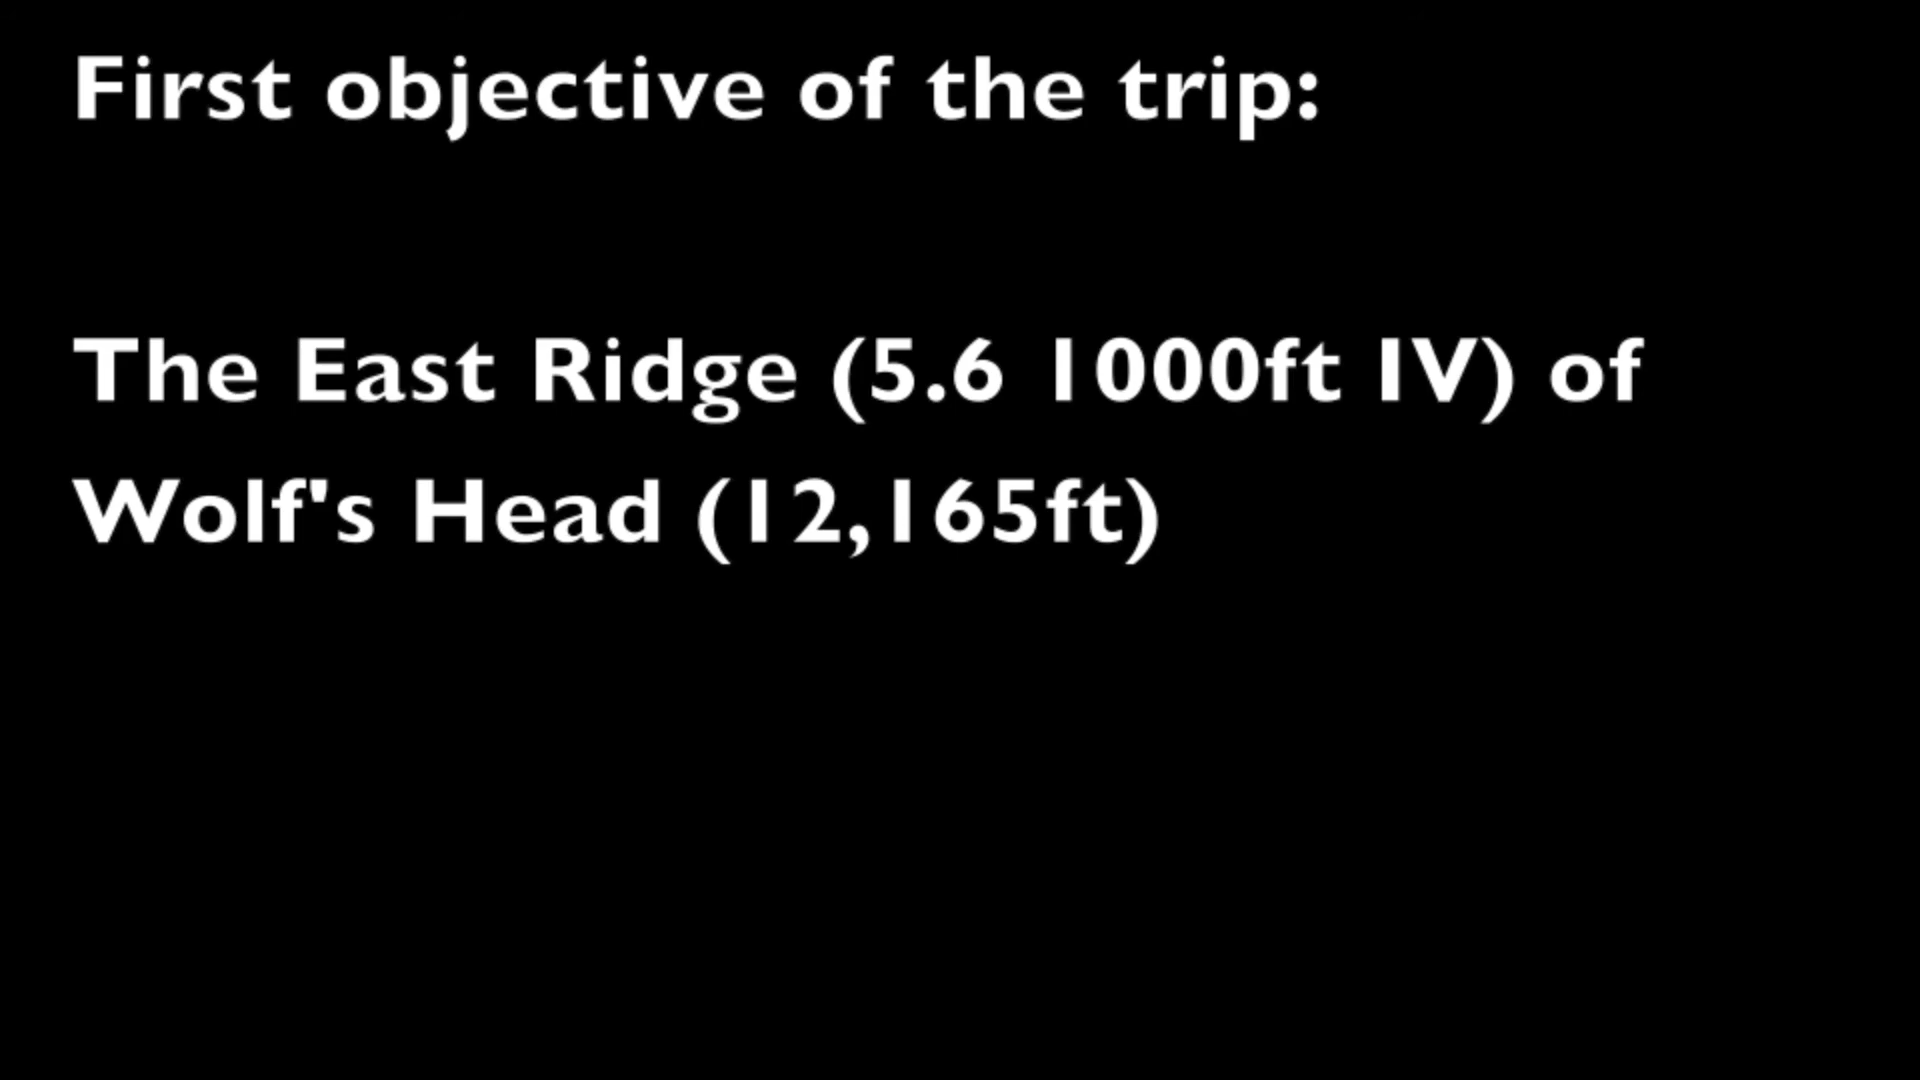 First objective of the trip:
The East Ridge (5.6 1000ft IV) of
Wolf's Head (12,165ft)